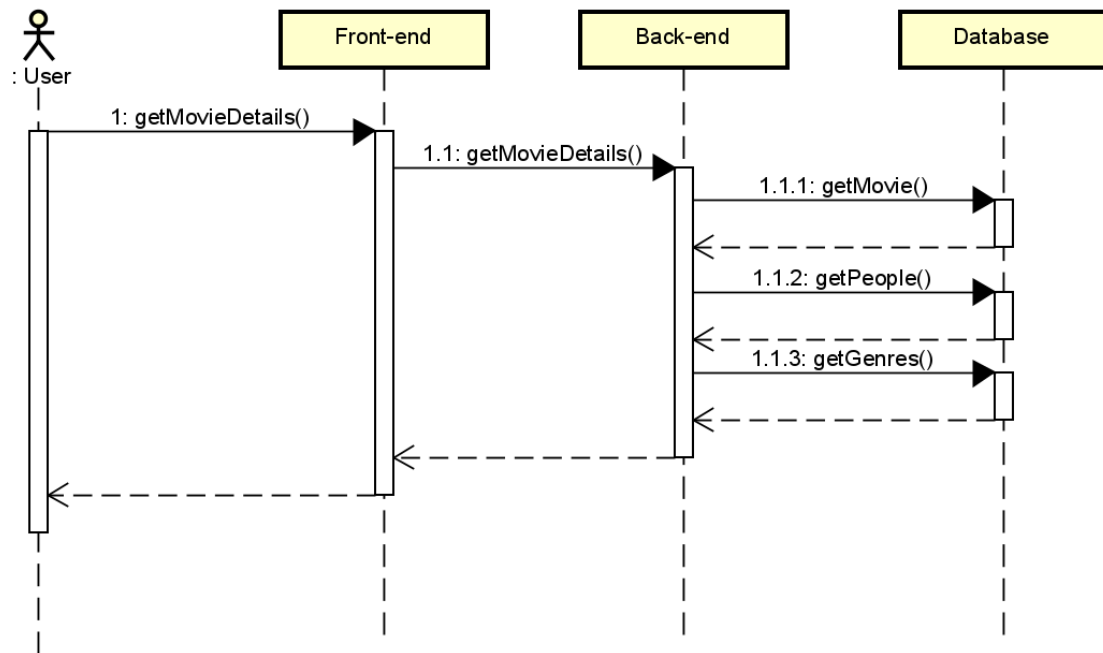 Front-end
Back-end
Database
: User
1: getMovieDetails()
1.1: getMovieDetails()
1.1.1: getMovie()
1.1.2: getPeople()
1.1.3: getGenres()